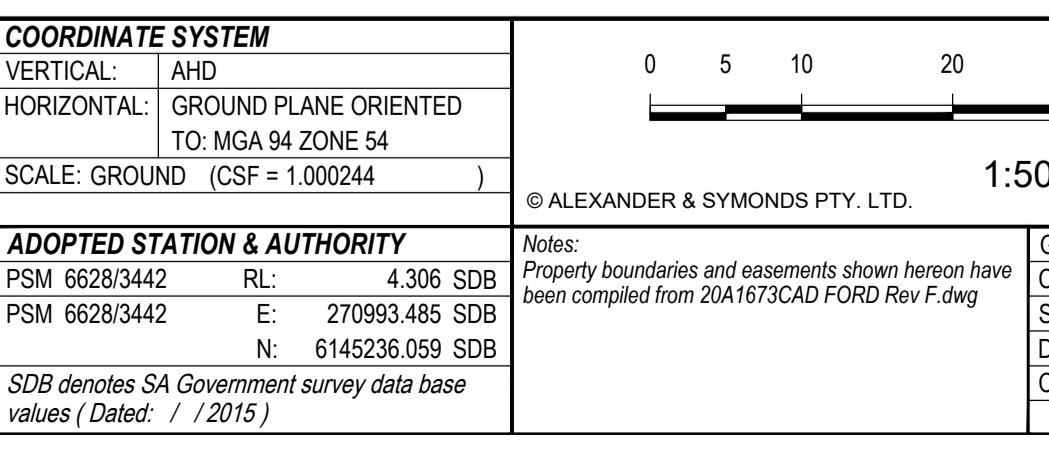 COORDINATE SYSTEM
VERTICAL: AHD
HORIZONTAL: GROUND PLANE ORIENTED
TO: MGA 94 ZONE 54
SCALE: GROUND (CSF = 1.000244 )
0 5 10 20
1:50
© ALEXANDER & SYMONDS PTY. LTD.
ADOPTED STATION & AUTHORITY
PSM 6628/3442 RL: 4.306 SDB
PSM 6628/3442 E: 270993.485 SDB
N: 6145236.059 SDB
SDB denotes SA Government survey data base
values ( Dated: / / 2015 )
Notes:
Property boundaries and easements shown hereon have
been compiled from 20A1673CAD FORD Rev F.dwg